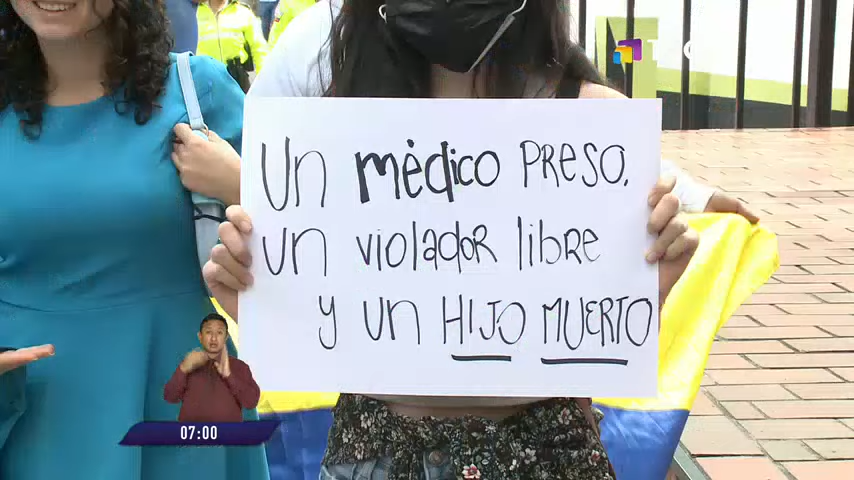 Un médico PRESO,
un violador libre
y un HIJO MUERTO
07:00